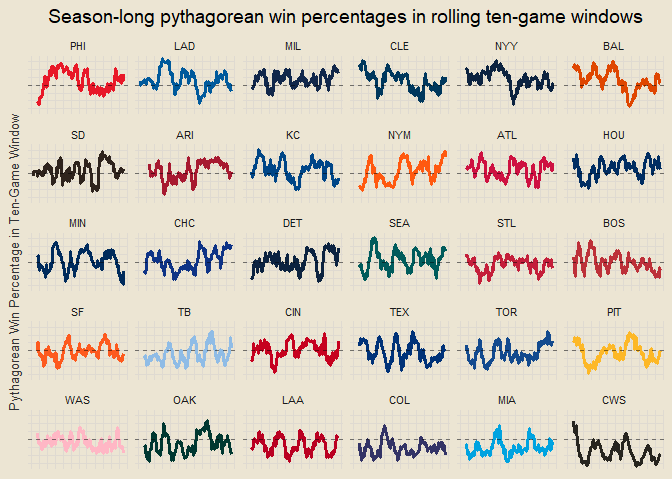 Season-long pythagorean win percentages in rolling ten-game windows
Pythagorean Win Percentage in Ten-Game Window
PHI LAD MIL CLE NYY BAL
SD ARI KC NYM ATL HOU
MIN CHC DET SEA STL BOS
SF TB CIN TEX TOR PIT
WAS OAK LAA COL MIA CWS